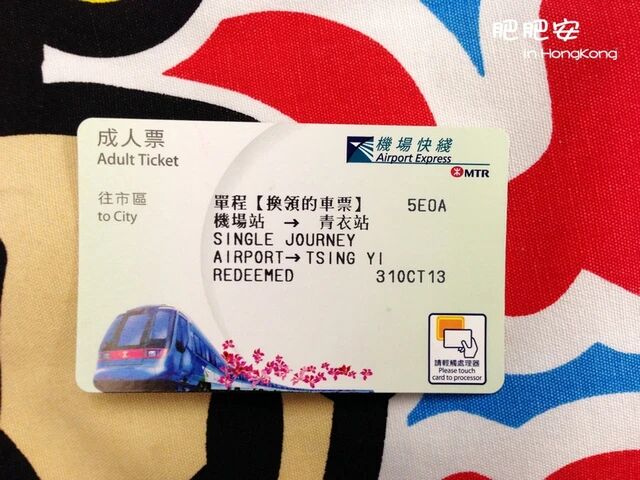 肥肥安
in HongKong
成人票
Adult Ticket
機場快綫
Airport Express
MTR
往市區
to City
單程【換領的車票】 5E0A
機場站 → 青衣站
SINGLE JOURNEY
AIRPORT→TSING YI
REDEEMED 31OCT13
請輕觸處理器
Please touch
card to processor